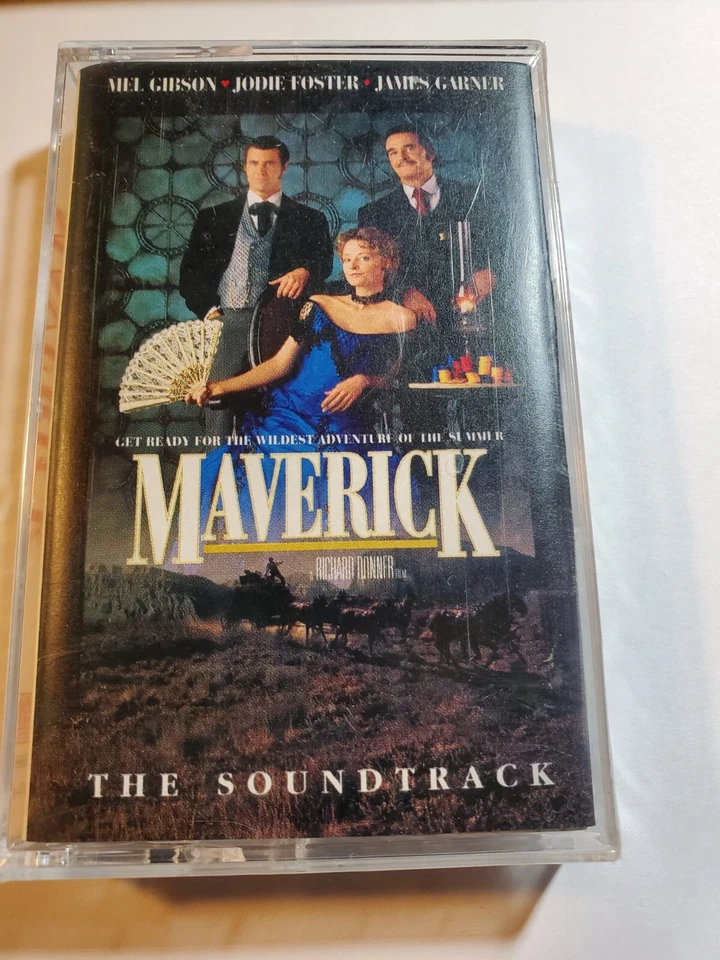 MEL GIBSON ♥ JODIE FOSTER ♦ JAMES GARNER
GET READY FOR THE WILDEST ADVENTURE OF THE SUMMER
MAVERICK
A RICHARD DONNER FILM
THE SOUNDTRACK